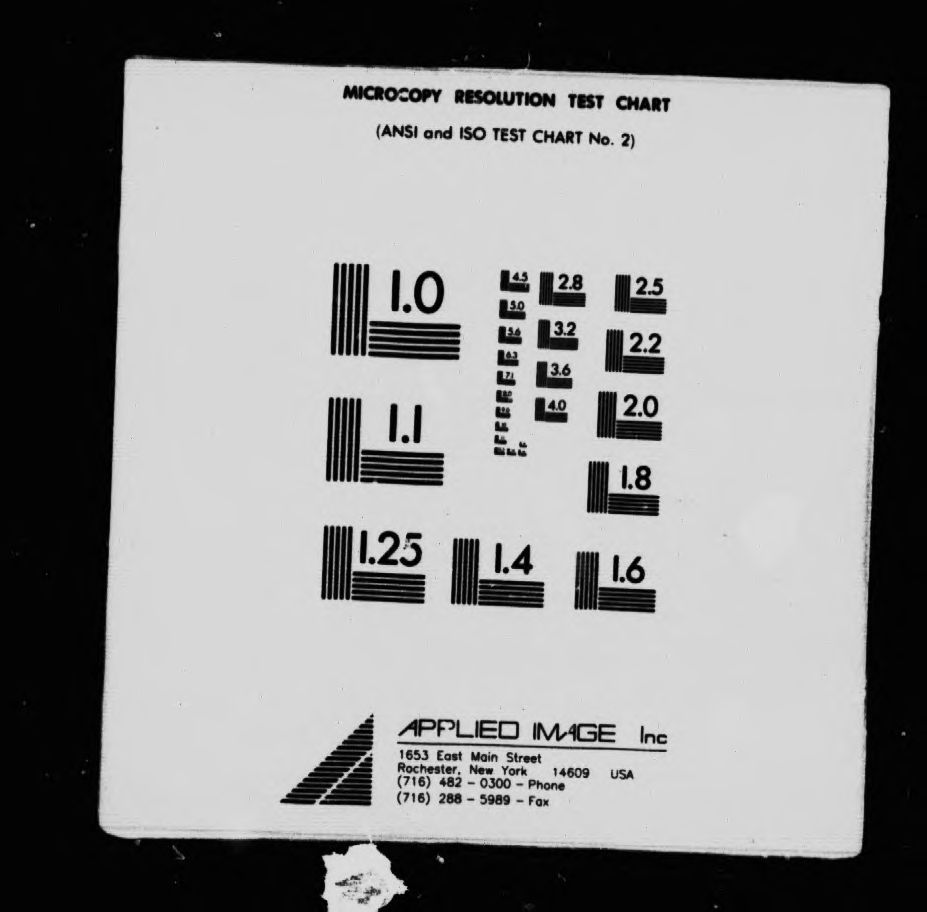 MICROCOPY RESOLUTION TEST CHART
(ANSI and ISO TEST CHART No. 2)
1.0
4.5
2.8
2.5
5.0
5.6
3.2
2.2
6.3
7.1
3.6
4.0
2.0
1.1
1.8
1.25
1.4
1.6
APPLIED IMAGE Inc
1653 East Main Street
Rochester, New York 14609 USA
(716) 482 - 0300 - Phone
(716) 288 - 5989 - Fax